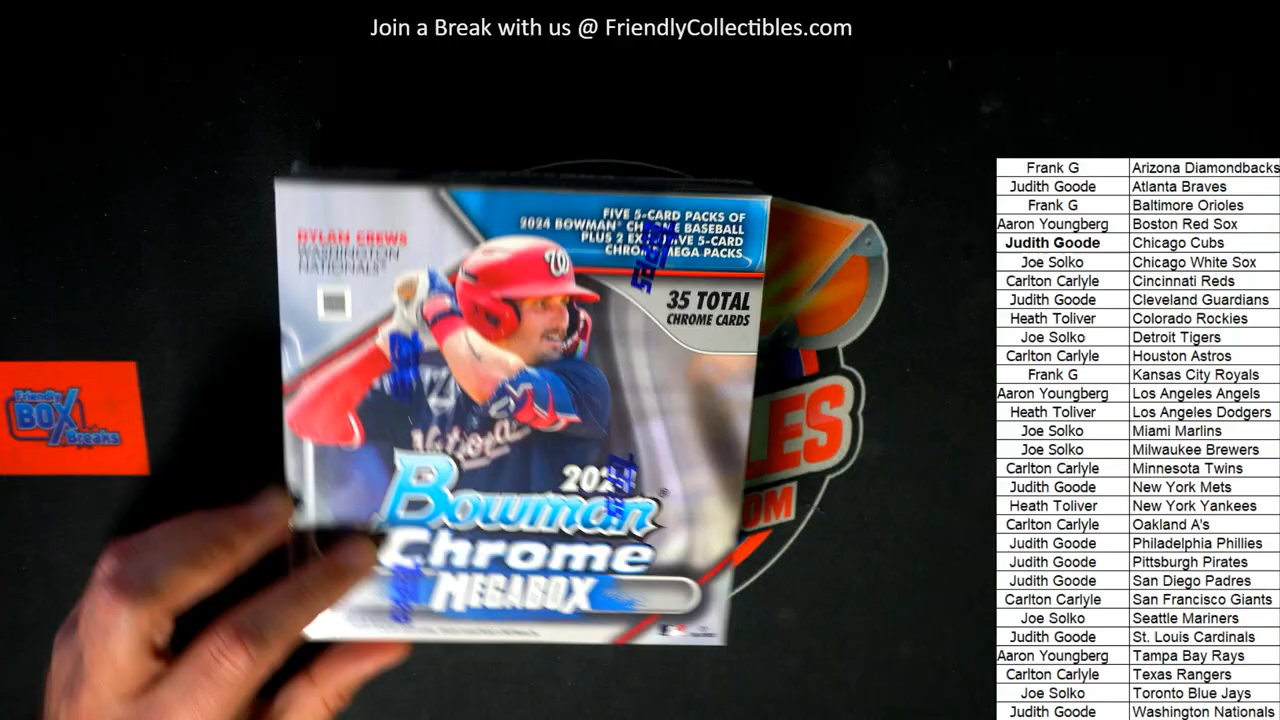 Join a Break with us @ FriendlyCollectibles.com
FIVE 5-CARD PACKS OF
2024 BOWMAN® CHROME BASEBALL
PLUS 2 EXCLUSIVE 5-CARD
CHROME MEGA PACKS
DYLAN CREWS
WASHINGTON
NATIONALS
35 TOTAL
CHROME CARDS
2024
Bowman
Chrome
MEGABOX
Friendly
BOX
Breaks
LES
OM
Frank G Arizona Diamondbacks
Judith Goode Atlanta Braves
Frank G Baltimore Orioles
Aaron Youngberg Boston Red Sox
Judith Goode Chicago Cubs
Joe Solko Chicago White Sox
Carlton Carlyle Cincinnati Reds
Judith Goode Cleveland Guardians
Heath Toliver Colorado Rockies
Joe Solko Detroit Tigers
Carlton Carlyle Houston Astros
Frank G Kansas City Royals
Aaron Youngberg Los Angeles Angels
Heath Toliver Los Angeles Dodgers
Joe Solko Miami Marlins
Joe Solko Milwaukee Brewers
Carlton Carlyle Minnesota Twins
Judith Goode New York Mets
Heath Toliver New York Yankees
Carlton Carlyle Oakland A's
Judith Goode Philadelphia Phillies
Judith Goode Pittsburgh Pirates
Judith Goode San Diego Padres
Carlton Carlyle San Francisco Giants
Joe Solko Seattle Mariners
Judith Goode St. Louis Cardinals
Aaron Youngberg Tampa Bay Rays
Carlton Carlyle Texas Rangers
Joe Solko Toronto Blue Jays
Judith Goode Washington Nationals